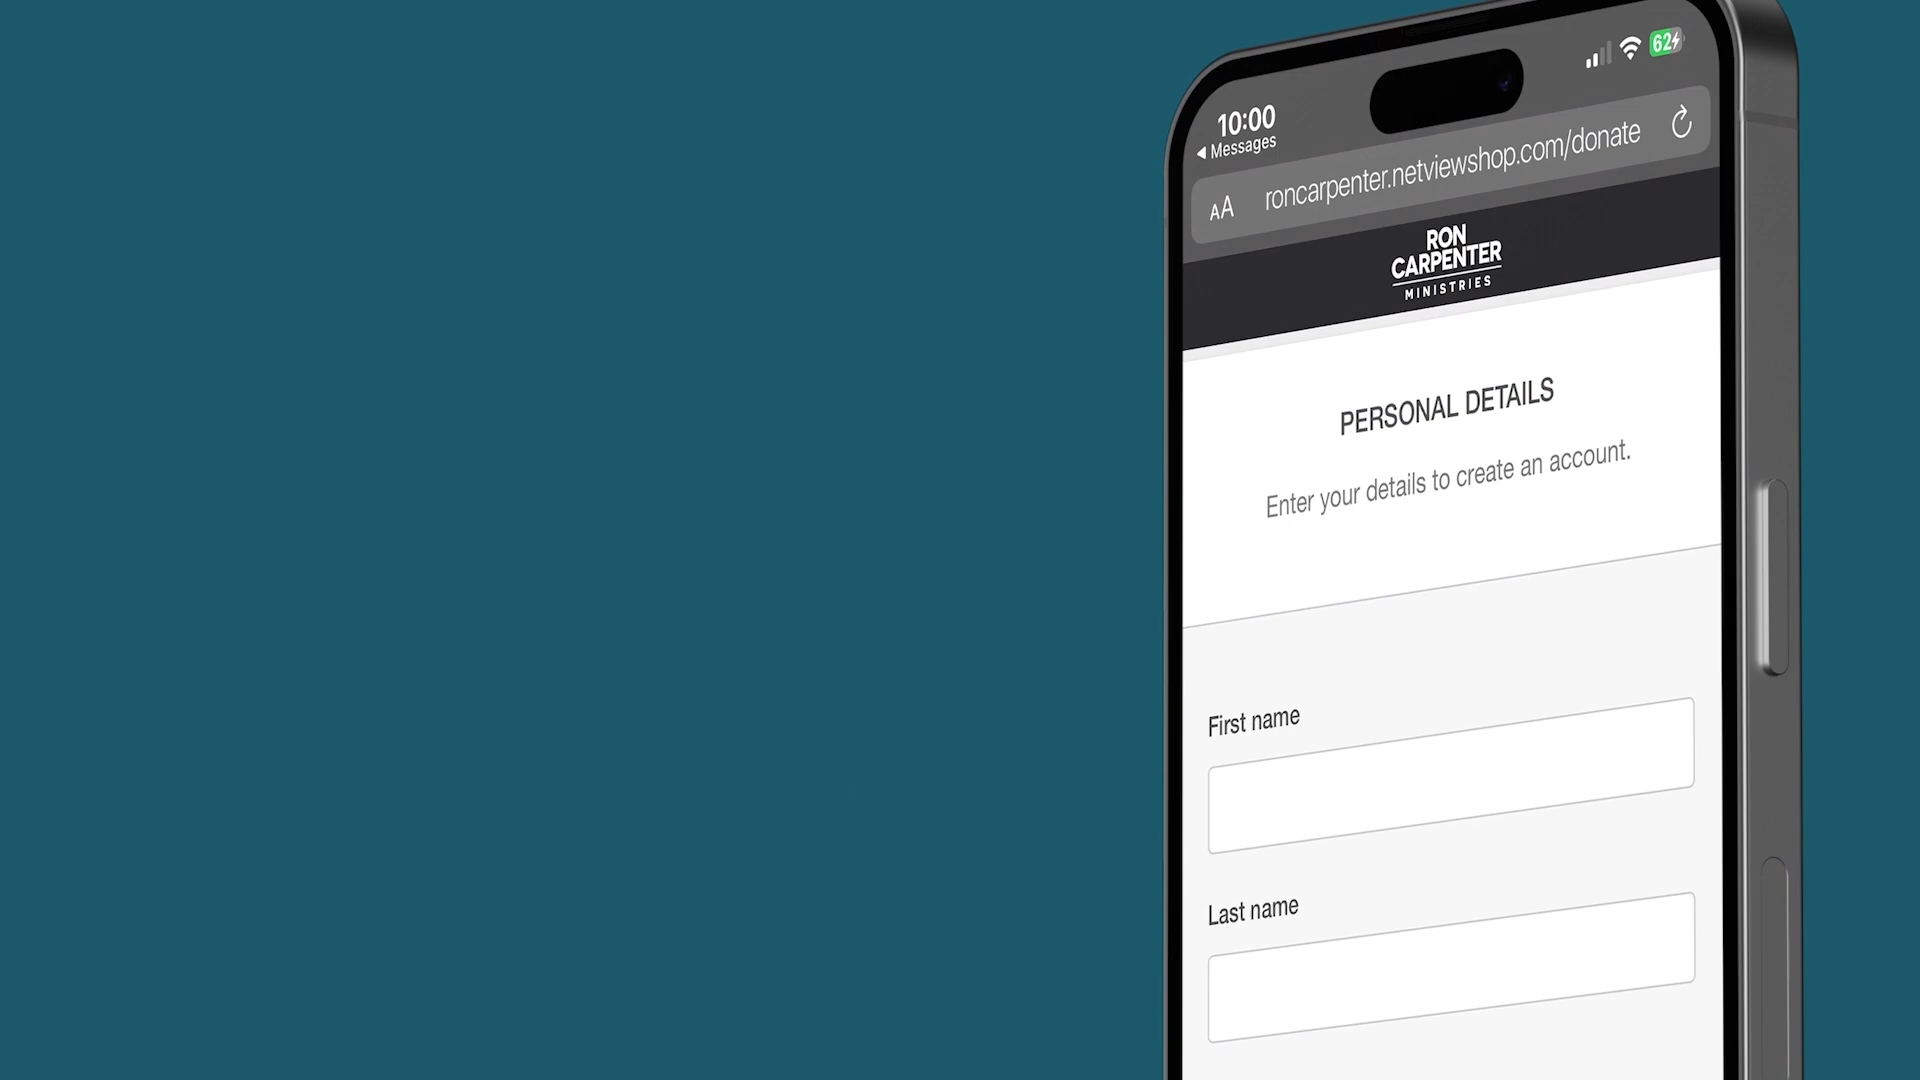 10:00
62
Messages
AA roncarpenter.netviewshop.com/donate
RON
CARPENTER
MINISTRIES
PERSONAL DETAILS
Enter your details to create an account.
First name
Last name